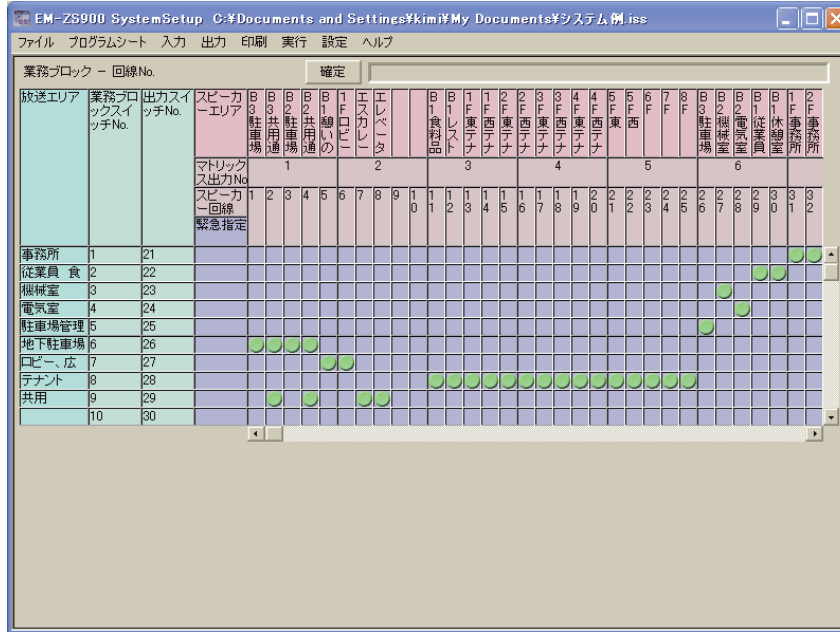 EM-ZS900 SystemSetup C:¥Documents and Settings¥kimi¥My Documents¥システム例.iss
ファイル プログラムシート 入力 出力 印刷 実行 設定 ヘルプ
業務ブロック － 回線No.
確定
放送エリア
業務ブロックスイッチNo.
出力スイッチNo.
スピーカーエリア
B3駐車場
B3共用通
B2駐車場
B2共用通
B1憩いの
1Fロビー
エスカレー
エレベータ
B1食料品
B1レスト
1F東テナ
1F西テナ
2F東テナ
2F西テナ
3F東テナ
3F西テナ
4F東テナ
4F西テナ
5F東
5F西
6F
7F
8F
B3駐車場
B2機械室
B2電気室
B1従業員
B1休憩室
1F事務所
2F事務所
マトリックス出力No
1 2 3 4 5 6
スピーカー回線
1 2 3 4 5 6 7 8 9 10 11 12 13 14 15 16 17 18 19 20 21 22 23 24 25 26 27 28 29 30 31 32
緊急指定
事務所 1 21
従業員 食 2 22
機械室 3 23
電気室 4 24
駐車場管理 5 25
地下駐車場 6 26
ロビー、広 7 27
テナント 8 28
共用 9 29
10 30